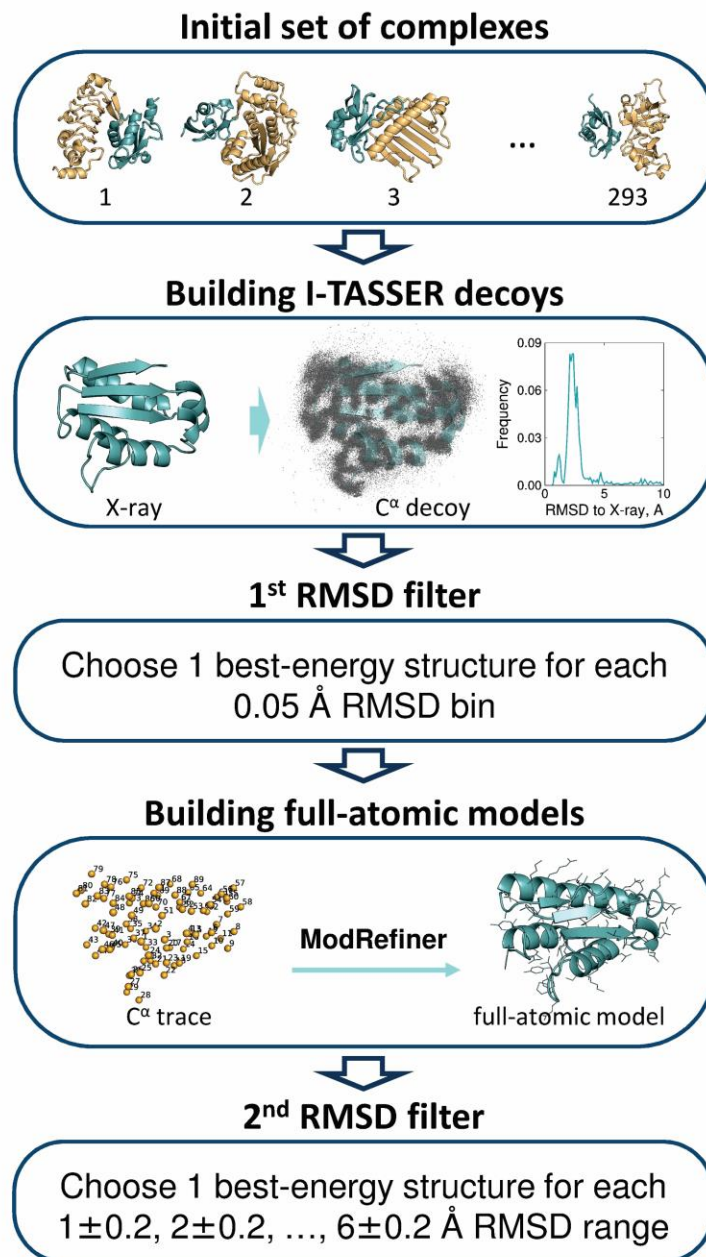 Initial set of complexes
1 2 3 ... 293
Building I-TASSER decoys
X-ray
Cα decoy
Frequency
0.09
0.06
0.03
0.00
0 5 10
RMSD to X-ray, A
1st RMSD filter
Choose 1 best-energy structure for each
0.05 Å RMSD bin
Building full-atomic models
Cα trace
ModRefiner
full-atomic model
2nd RMSD filter
Choose 1 best-energy structure for each
1±0.2, 2±0.2, ..., 6±0.2 Å RMSD range